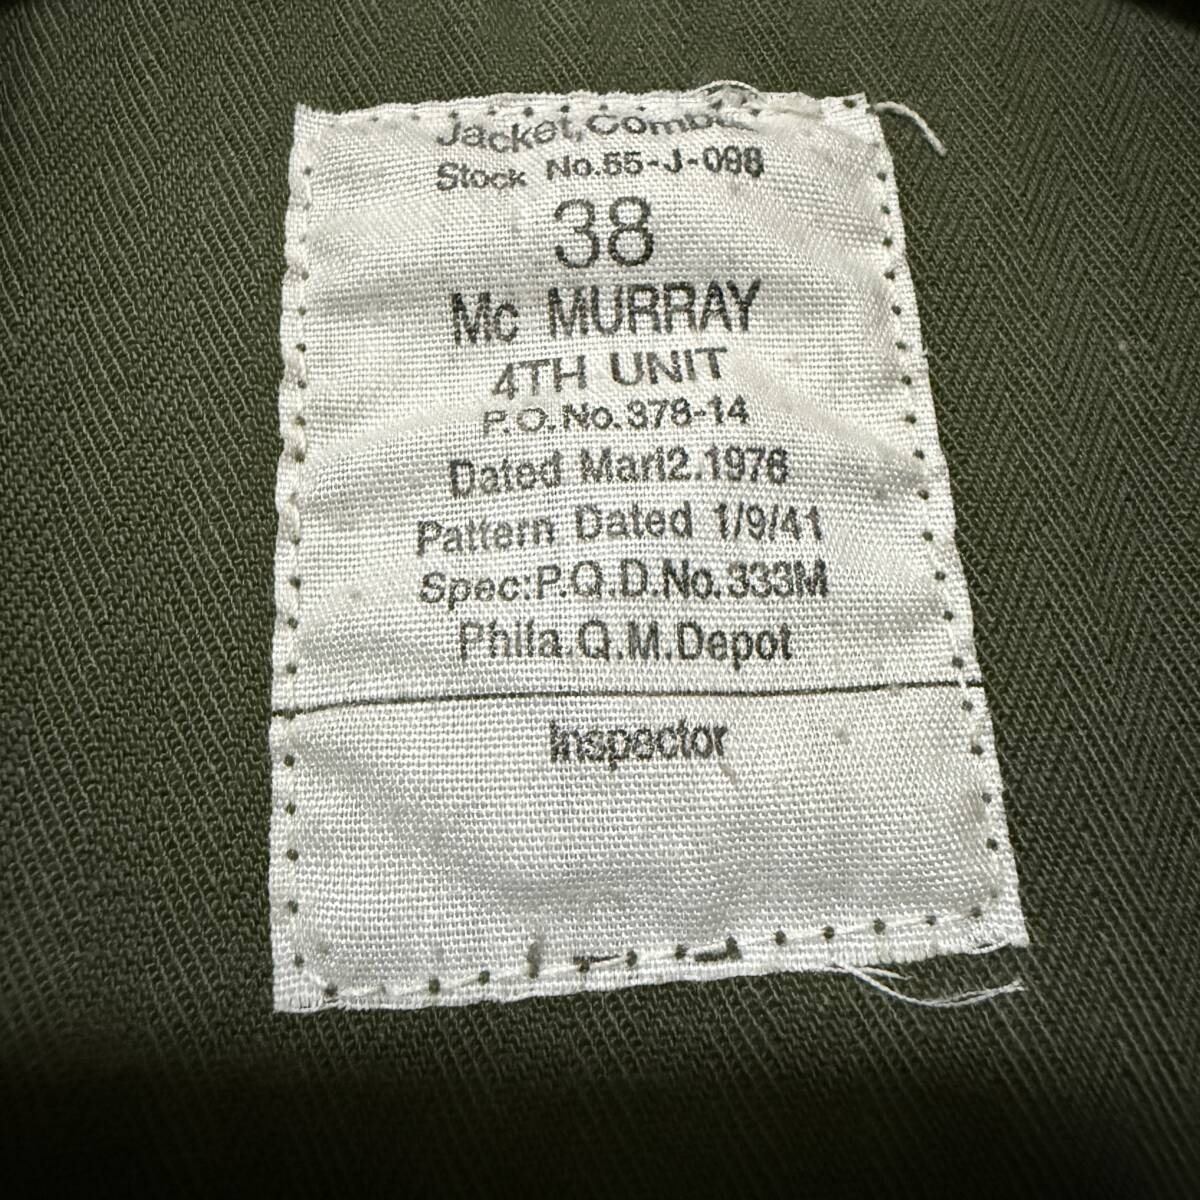 Jacket,Combat
Stock No.55-J-098
38
Mc MURRAY
4TH UNIT
P.O.No.378-14
Dated Mar12.1976
Pattern Dated 1/9/41
Spec:P.Q.D.No.333M
Phila.Q.M.Depot
Inspector